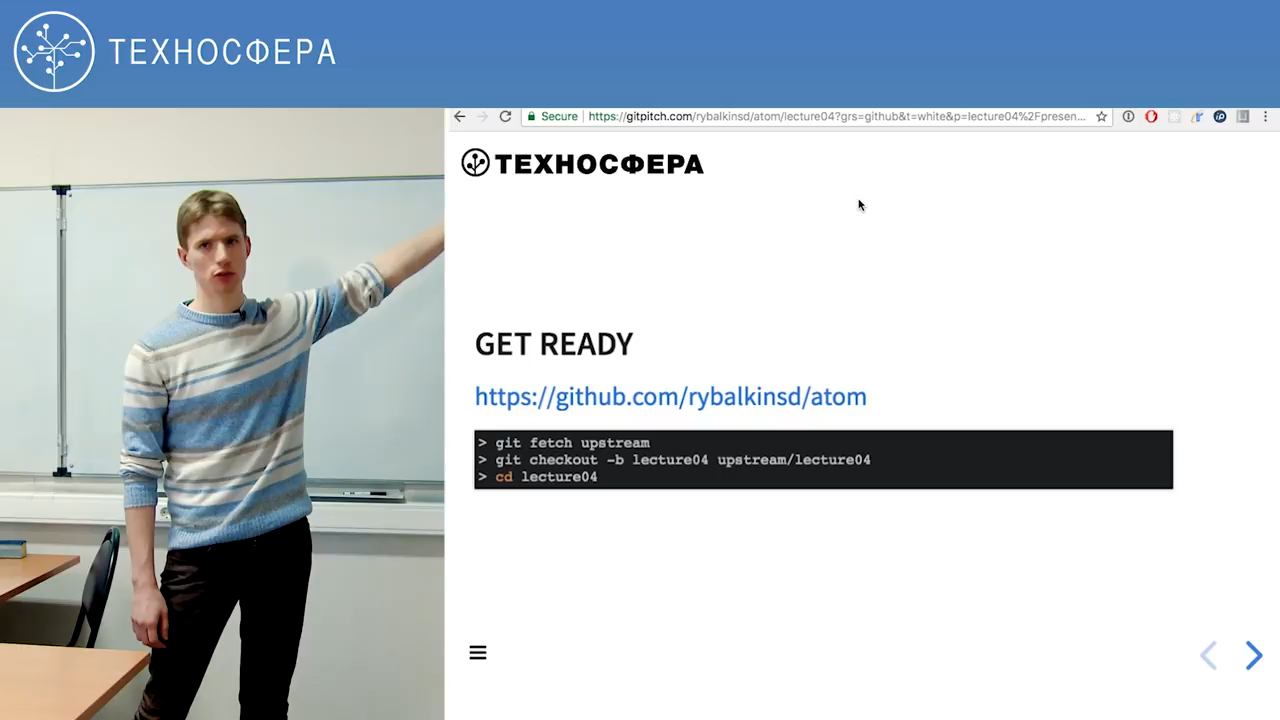 ТЕХНОСФЕРА
Secure
https://gitpitch.com/rybalkinsd/atom/lecture04?grs=github&t=white&p=lecture04%2Fpresen...
ТЕХНОСФЕРА
GET READY
https://github.com/rybalkinsd/atom
> git fetch upstream
> git checkout -b lecture04 upstream/lecture04
> cd lecture04